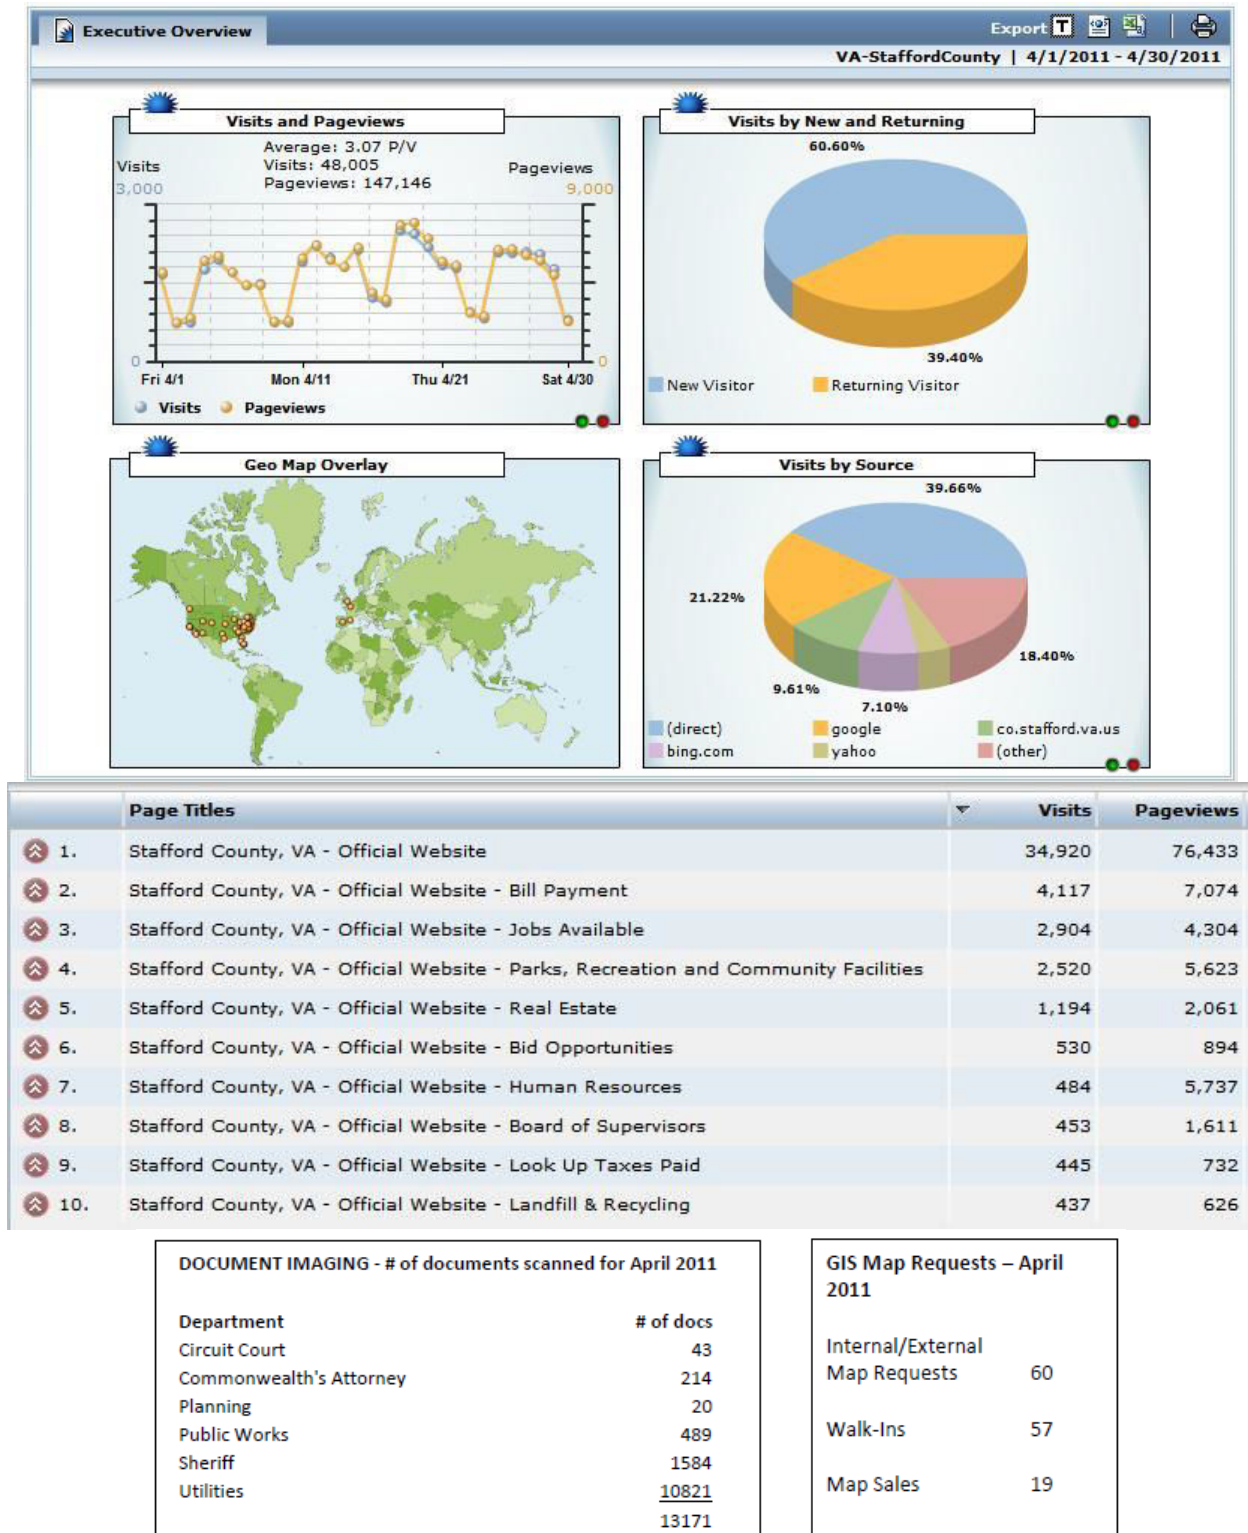 Executive Overview
Export T
VA-StaffordCounty | 4/1/2011 - 4/30/2011
Visits and Pageviews
Average: 3.07 P/V
Visits: 48,005
Pageviews: 147,146
Visits
Pageviews
3,000
9,000
0
0
Fri 4/1
Mon 4/11
Thu 4/21
Sat 4/30
Visits
Pageviews
Visits by New and Returning
60.60%
39.40%
New Visitor
Returning Visitor
Geo Map Overlay
Visits by Source
39.66%
21.22%
18.40%
9.61%
7.10%
(direct)
google
co.stafford.va.us
bing.com
yahoo
(other)
Page Titles Visits Pageviews
1. Stafford County, VA - Official Website 34,920 76,433
2. Stafford County, VA - Official Website - Bill Payment 4,117 7,074
3. Stafford County, VA - Official Website - Jobs Available 2,904 4,304
4. Stafford County, VA - Official Website - Parks, Recreation and Community Facilities 2,520 5,623
5. Stafford County, VA - Official Website - Real Estate 1,194 2,061
6. Stafford County, VA - Official Website - Bid Opportunities 530 894
7. Stafford County, VA - Official Website - Human Resources 484 5,737
8. Stafford County, VA - Official Website - Board of Supervisors 453 1,611
9. Stafford County, VA - Official Website - Look Up Taxes Paid 445 732
10. Stafford County, VA - Official Website - Landfill & Recycling 437 626
DOCUMENT IMAGING - # of documents scanned for April 2011
Department # of docs
Circuit Court 43
Commonwealth's Attorney 214
Planning 20
Public Works 489
Sheriff 1584
Utilities 10821
13171
GIS Map Requests – April
2011
Internal/External
Map Requests 60
Walk-Ins 57
Map Sales 19